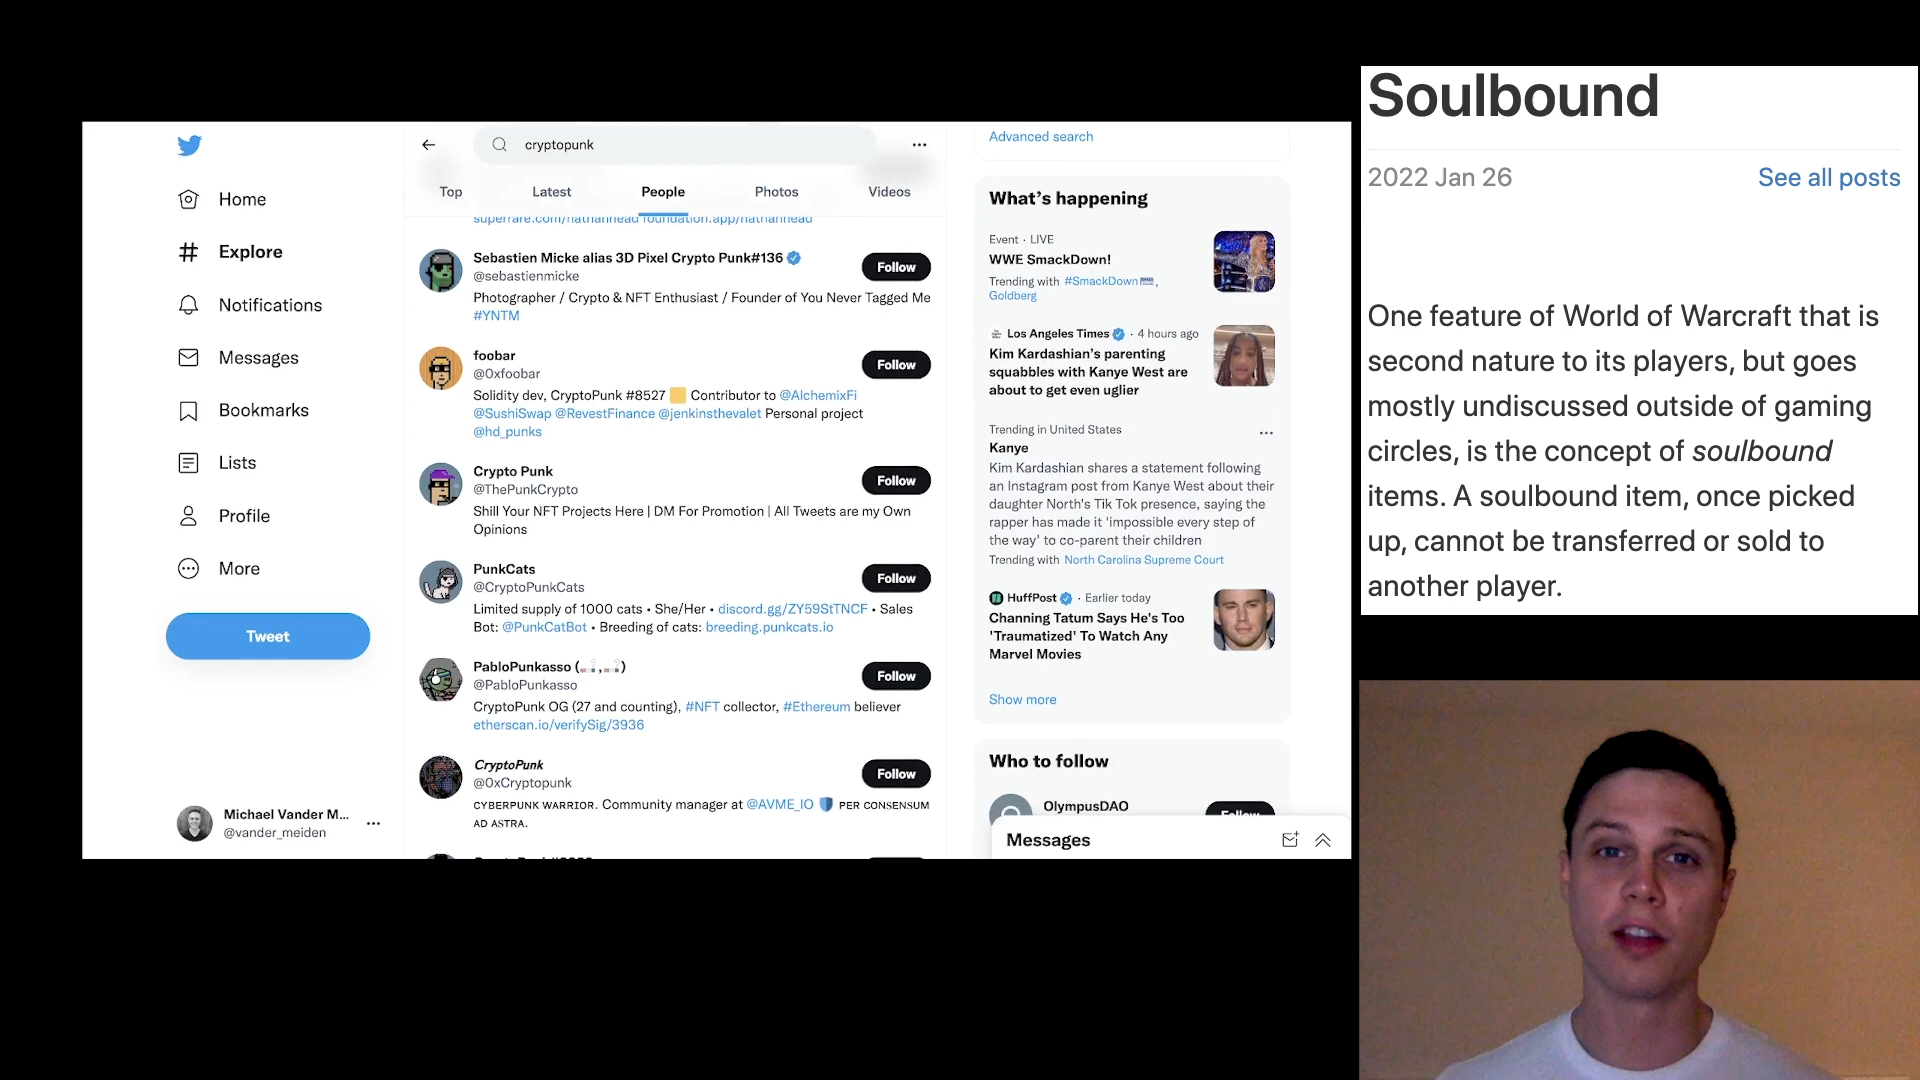 Home
Explore
Notifications
Messages
Bookmarks
Lists
Profile
More
Tweet
Michael Vander M...
@vander_meiden
cryptopunk
Top
Latest
People
Photos
Videos
superrare.com/nathanhead foundation.app/nathanhead
Sebastien Micke alias 3D Pixel Crypto Punk#136
@sebastienmicke
Follow
Photographer / Crypto & NFT Enthusiast / Founder of You Never Tagged Me
#YNTM
foobar
@0xfoobar
Follow
Solidity dev, CryptoPunk #8527 🟨 Contributor to @AlchemixFi
@SushiSwap @RevestFinance @jenkinsthevalet Personal project
@hd_punks
Crypto Punk
@ThePunkCrypto
Follow
Shill Your NFT Projects Here | DM For Promotion | All Tweets are my Own
Opinions
PunkCats
@CryptoPunkCats
Follow
Limited supply of 1000 cats • She/Her • discord.gg/ZY59StTNCF • Sales
Bot: @PunkCatBot • Breeding of cats: breeding.punkcats.io
PabloPunkasso (🚬,🚬)
@PabloPunkasso
Follow
CryptoPunk OG (27 and counting), #NFT collector, #Ethereum believer
etherscan.io/verifySig/3936
CryptoPunk
@0xCryptopunk
Follow
ᴄʏʙᴇʀᴘᴜɴᴋ ᴡᴀʀʀɪᴏʀ. Community manager at @AVME_IO 🛡 ᴘᴇʀ ᴄᴏɴsᴇɴsᴜᴍ
ᴀᴅ ᴀsᴛʀᴀ.
Advanced search
What's happening
Event · LIVE
WWE SmackDown!
Trending with #SmackDown,
Goldberg
Los Angeles Times · 4 hours ago
Kim Kardashian's parenting
squabbles with Kanye West are
about to get even uglier
Trending in United States
Kanye
Kim Kardashian shares a statement following
an Instagram post from Kanye West about their
daughter North's Tik Tok presence, saying the
rapper has made it 'impossible every step of
the way' to co-parent their children
Trending with North Carolina Supreme Court
HuffPost · Earlier today
Channing Tatum Says He's Too
'Traumatized' To Watch Any
Marvel Movies
Show more
Who to follow
OlympusDAO
Follow
Messages
Soulbound
2022 Jan 26
See all posts
One feature of World of Warcraft that is
second nature to its players, but goes
mostly undiscussed outside of gaming
circles, is the concept of soulbound
items. A soulbound item, once picked
up, cannot be transferred or sold to
another player.